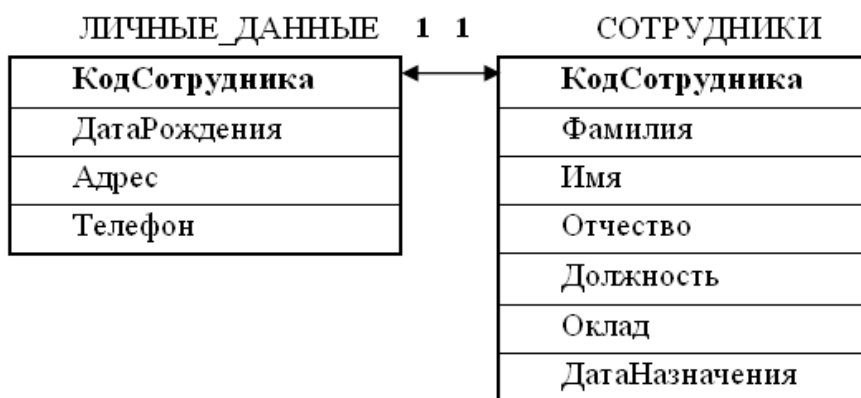 ЛИЧНЫЕ_ДАННЫЕ 1 1 СОТРУДНИКИ
КодСотрудника
ДатаРождения
Адрес
Телефон
КодСотрудника
Фамилия
Имя
Отчество
Должность
Оклад
ДатаНазначения